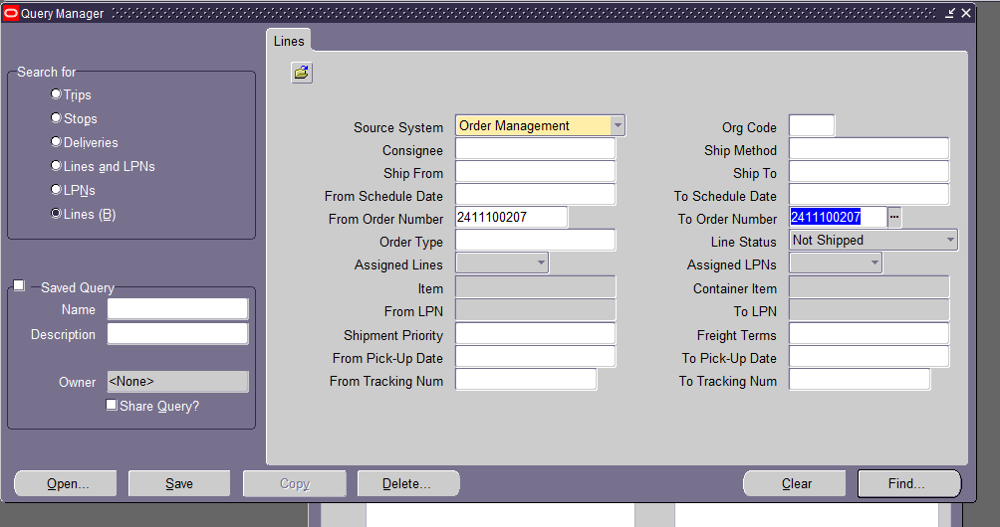 Query Manager
Lines
Search for
Trips
Stops
Deliveries
Lines and LPNs
LPNs
Lines (B)
Saved Query
Name
Description
Owner <None>
Share Query?
Source System Order Management Org Code
Consignee Ship Method
Ship From Ship To
From Schedule Date To Schedule Date
From Order Number 2411100207 To Order Number 2411100207 ...
Order Type Line Status Not Shipped
Assigned Lines Assigned LPNs
Item Container Item
From LPN To LPN
Shipment Priority Freight Terms
From Pick-Up Date To Pick-Up Date
From Tracking Num To Tracking Num
Open... Save Copy Delete... Clear Find...